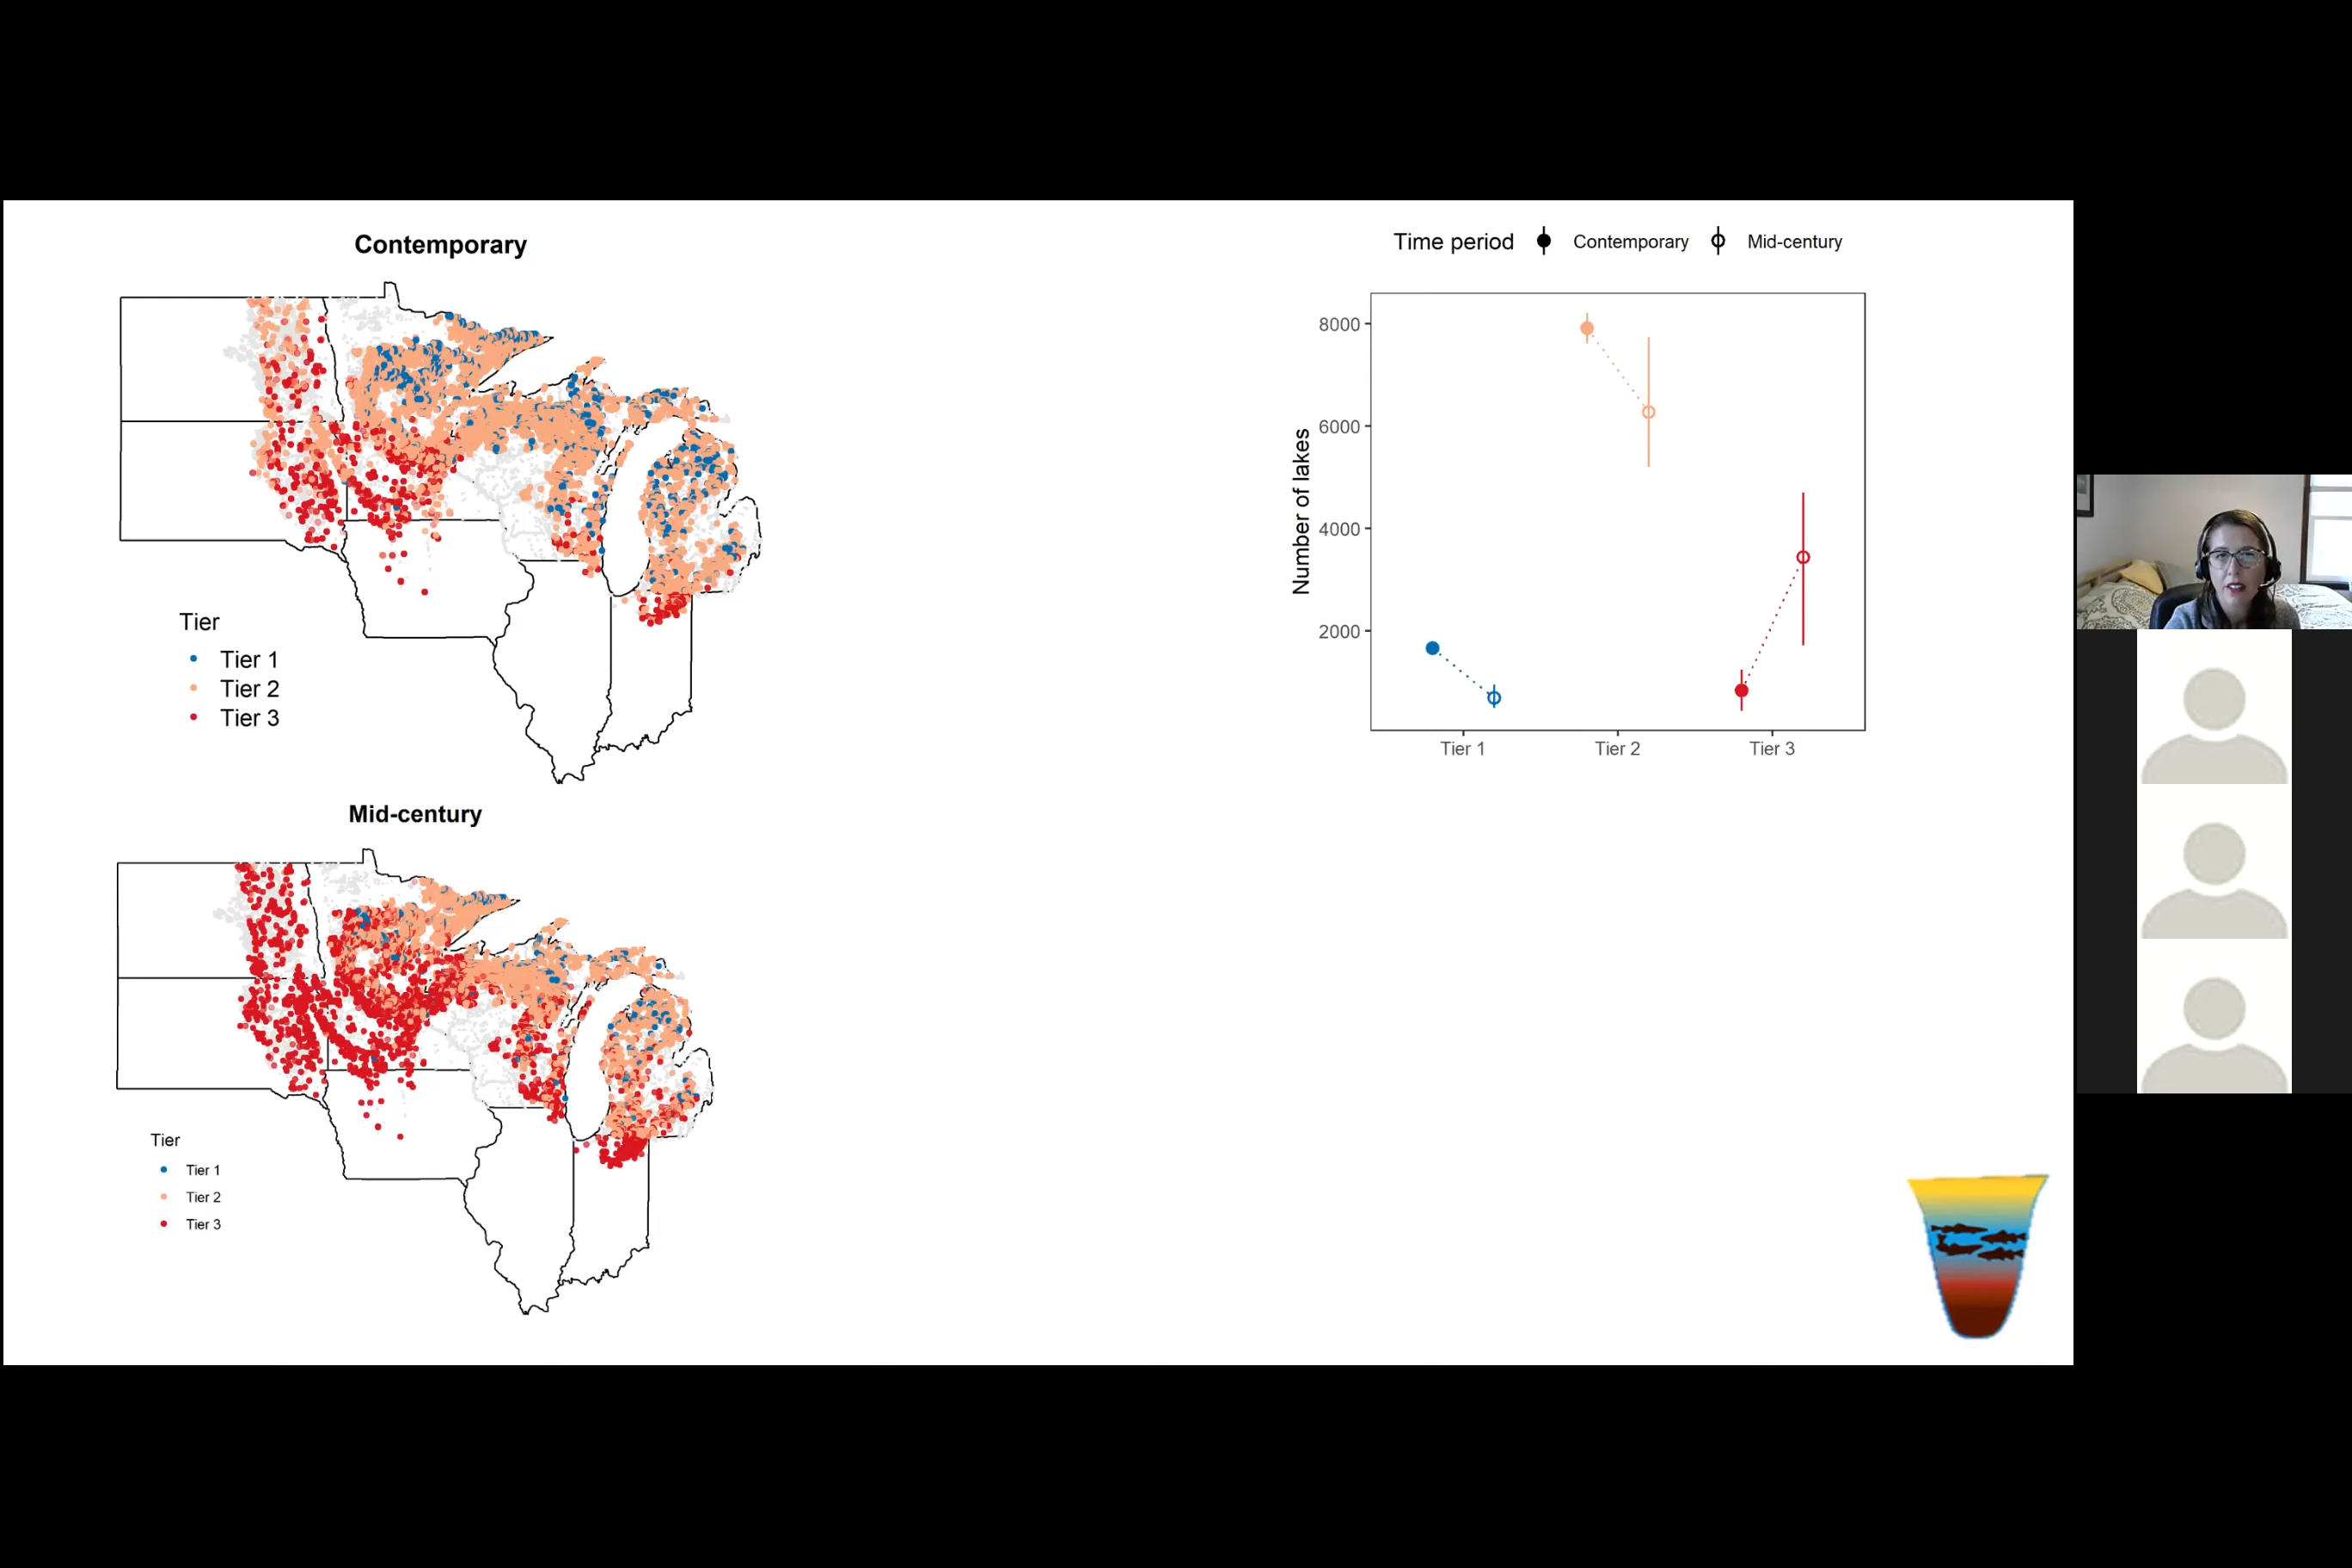 Contemporary
Tier
Tier 1
Tier 2
Tier 3
Mid-century
Tier
Tier 1
Tier 2
Tier 3
Time period Contemporary Mid-century
Number of lakes
8000
6000
4000
2000
Tier 1 Tier 2 Tier 3